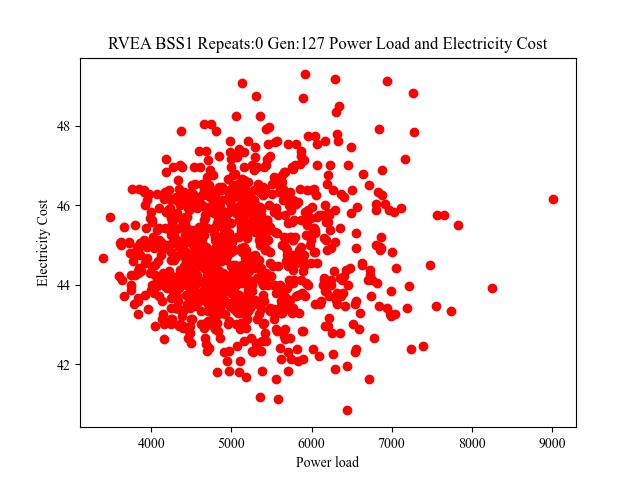 RVEA BSS1 Repeats:0 Gen:127 Power Load and Electricity Cost
48
46
44
42
Electricity Cost
4000 5000 6000 7000 8000 9000
Power load